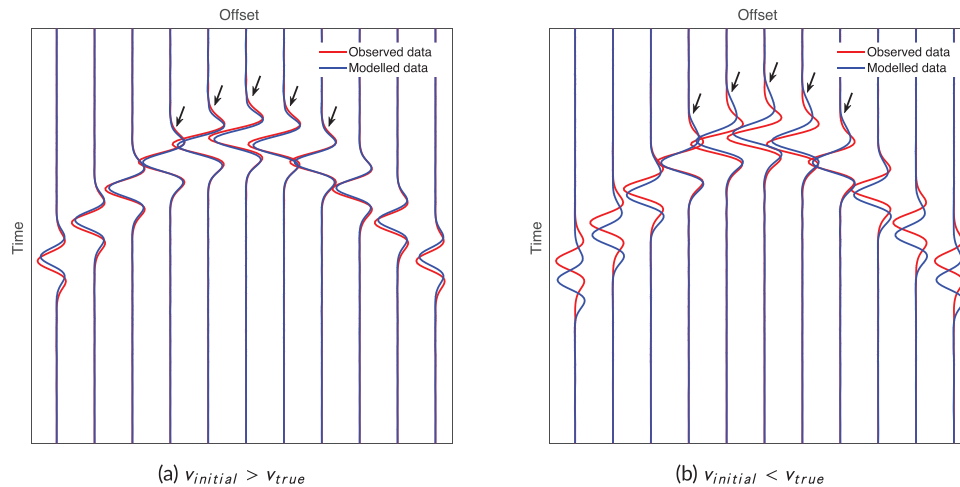 Offset
Observed data
Modelled data
Time
(a) v_initial > v_true
Offset
Observed data
Modelled data
Time
(b) v_initial < v_true